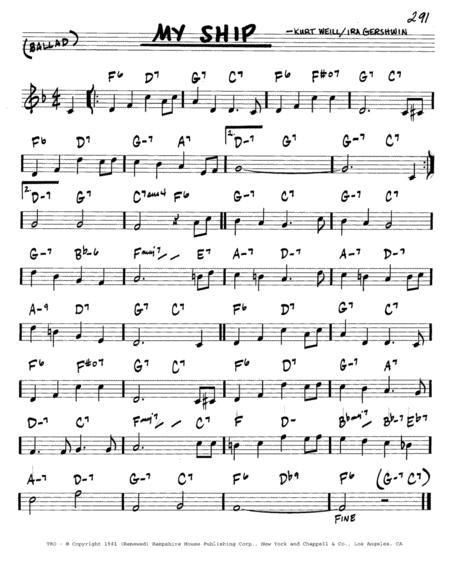 291
(BALLAD) MY SHIP —KURT WEILL/IRA GERSHWIN
F6 D7 G-7 C7 F6 F#o7 G-7 C7
F6 D7 G-7 A7 1. D-7 G7 G-7 C7
2. D-7 G7 C7sus4 F6 G-7 C7 F6
G-7 Bb-6 Fmaj7 E7 A-7 D-7 A-7 D-7
A-9 D7 G-7 C7 F6 D7 G-7 C7
F6 F#o7 G-7 C7 F6 D7 G-7 A7
D-7 C7 Fmaj7 F D-7 Bbmaj7 Bb-7 Eb7
A-7 D-7 G-7 C7 F6 Db9 F6 (G-7 C7)
FINE
TRO - © Copyright 1941 (Renewed) Hampshire House Publishing Corp., New York and Chappell & Co., Los Angeles, CA